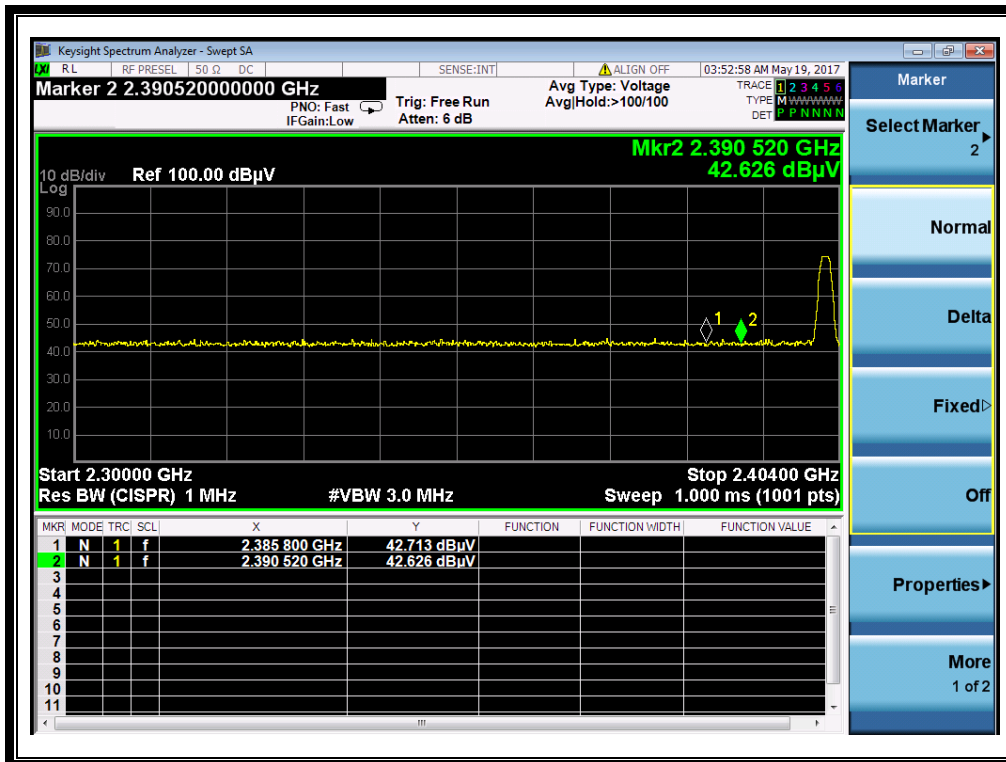 Keysight Spectrum Analyzer - Swept SA
LXI RL RF PRESEL 50 Ω DC SENSE:INT ALIGN OFF 03:52:58 AM May 19, 2017
Marker 2 2.390520000000 GHz
PNO: Fast
IFGain:Low
Trig: Free Run
Atten: 6 dB
Avg Type: Voltage
Avg|Hold:>100/100
TRACE 1 2 3 4 5 6
TYPE M WWWWW
DET P P N N N N
Mkr2 2.390 520 GHz
42.626 dBµV
10 dB/div Ref 100.00 dBµV
Log
90.0
80.0
70.0
60.0
50.0
40.0
30.0
20.0
10.0
1
2
Start 2.30000 GHz Stop 2.40400 GHz
Res BW (CISPR) 1 MHz #VBW 3.0 MHz Sweep 1.000 ms (1001 pts)
MKR MODE TRC SCL X Y FUNCTION FUNCTION WIDTH FUNCTION VALUE
1 N 1 f 2.385 800 GHz 42.713 dBµV
2 N 1 f 2.390 520 GHz 42.626 dBµV
3
4
5
6
7
8
9
10
11
Marker
Select Marker
2
Normal
Delta
Fixed
Off
Properties
More
1 of 2